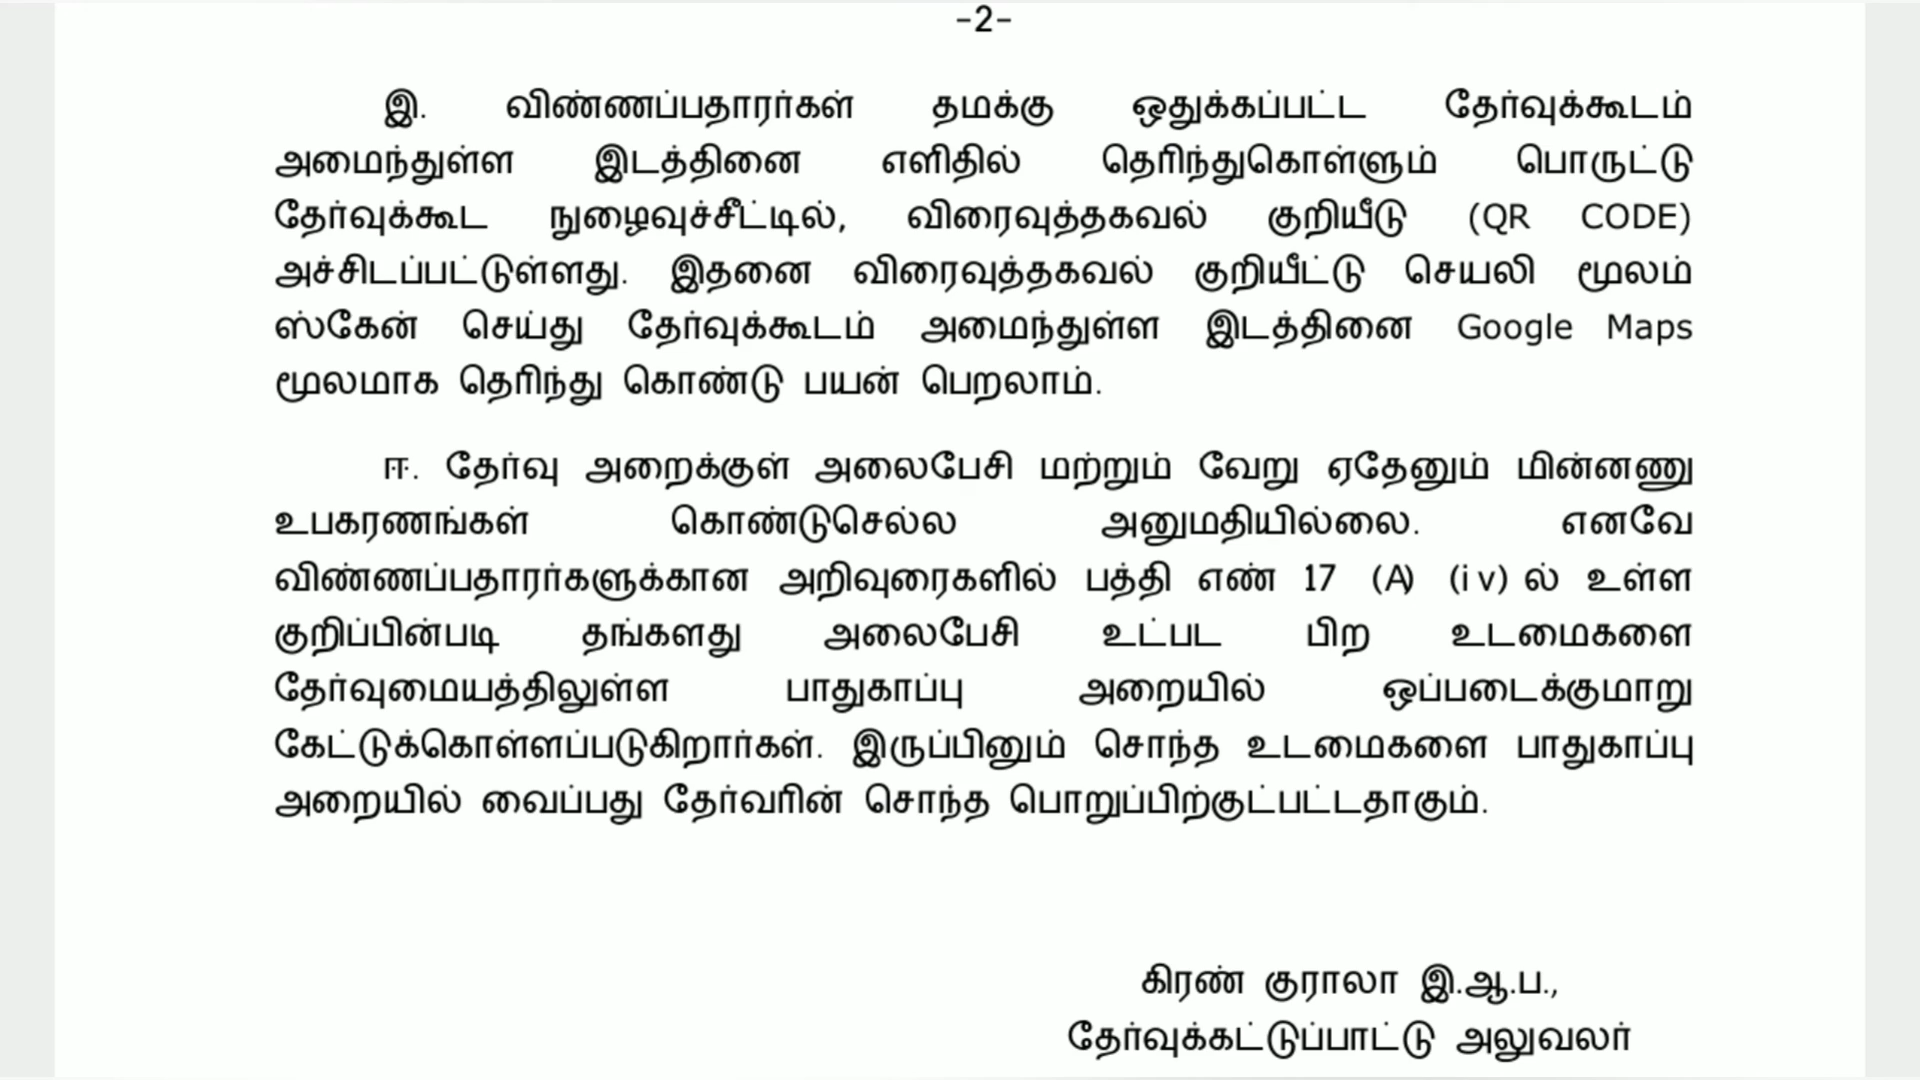 -2-
இ. விண்ணப்பதாரர்கள் தமக்கு ஒதுக்கப்பட்ட தேர்வுக்கூடம்
அமைந்துள்ள இடத்தினை எளிதில் தெரிந்துகொள்ளும் பொருட்டு
தேர்வுக்கூட நுழைவுச்சீட்டில், விரைவுத்தகவல் குறியீடு (QR CODE)
அச்சிடப்பட்டுள்ளது. இதனை விரைவுத்தகவல் குறியீட்டு செயலி மூலம்
ஸ்கேன் செய்து தேர்வுக்கூடம் அமைந்துள்ள இடத்தினை Google Maps
மூலமாக தெரிந்து கொண்டு பயன் பெறலாம்.
ஈ. தேர்வு அறைக்குள் அலைபேசி மற்றும் வேறு ஏதேனும் மின்னணு
உபகரணங்கள் கொண்டுசெல்ல அனுமதியில்லை. எனவே
விண்ணப்பதாரர்களுக்கான அறிவுரைகளில் பத்தி எண் 17 (A) (iv) ல் உள்ள
குறிப்பின்படி தங்களது அலைபேசி உட்பட பிற உடமைகளை
தேர்வுமையத்திலுள்ள பாதுகாப்பு அறையில் ஒப்படைக்குமாறு
கேட்டுக்கொள்ளப்படுகிறார்கள். இருப்பினும் சொந்த உடமைகளை பாதுகாப்பு
அறையில் வைப்பது தேர்வரின் சொந்த பொறுப்பிற்குட்பட்டதாகும்.
கிரண் குராலா இ.ஆ.ப.,
தேர்வுக்கட்டுப்பாட்டு அலுவலர்